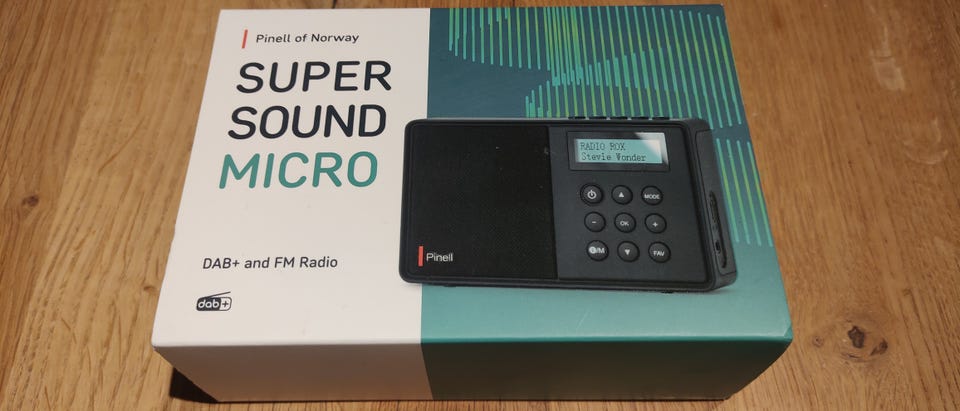 Pinell of Norway
SUPER
SOUND
MICRO
DAB+ and FM Radio
dab+
RADIO ROX
Stevie Wonder
MODE
- OK +
i/M FAV
Pinell